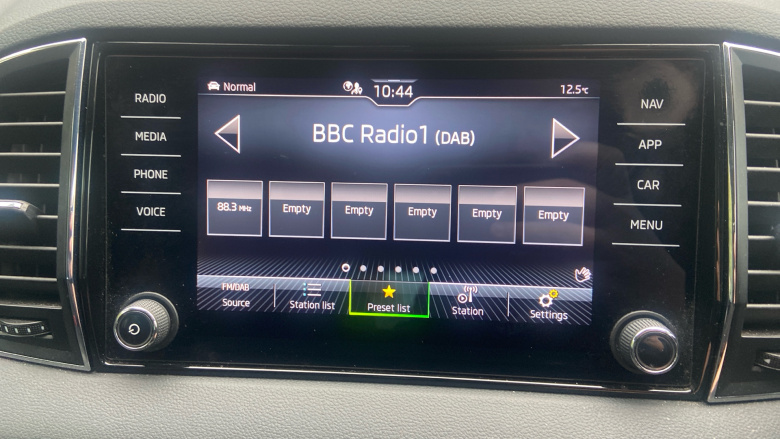 RADIO
MEDIA
PHONE
VOICE
Normal
10:44
12.5°C
BBC Radio1 (DAB)
88.3 MHz
Empty
Empty
Empty
Empty
Empty
FM/DAB
Source
Station list
Preset list
Station
Settings
NAV
APP
CAR
MENU